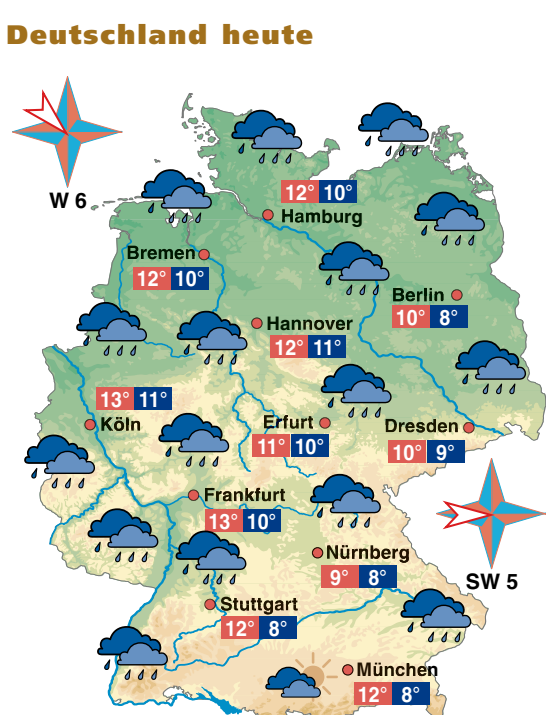 Deutschland heute
W 6
12° 10°
Hamburg
Bremen
12° 10°
Berlin
10° 8°
Hannover
12° 11°
13° 11°
Köln
Erfurt
11° 10°
Dresden
10° 9°
Frankfurt
13° 10°
Nürnberg
9° 8°
SW 5
Stuttgart
12° 8°
München
12° 8°